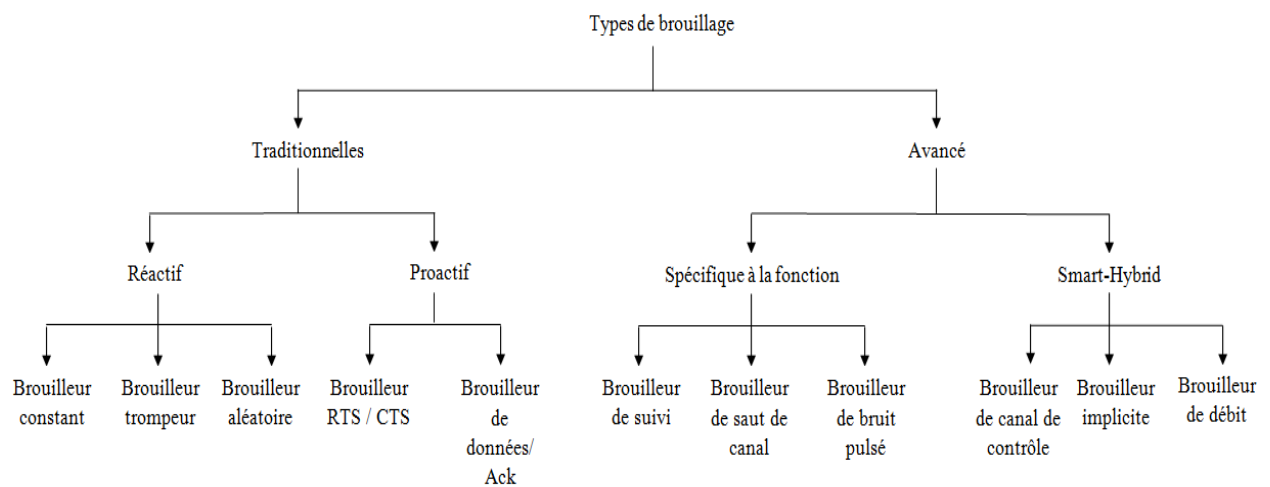 Types de brouillage
Traditionnelles
Avancé
Réactif
Proactif
Spécifique à la fonction
Smart-Hybrid
Brouilleur
constant
Brouilleur
trompeur
Brouilleur
aléatoire
Brouilleur
RTS / CTS
Brouilleur
de
données/
Ack
Brouilleur
de suivi
Brouilleur
de saut de
canal
Brouilleur
de bruit
pulsé
Brouilleur
de canal de
contrôle
Brouilleur
implicite
Brouilleur
de débit